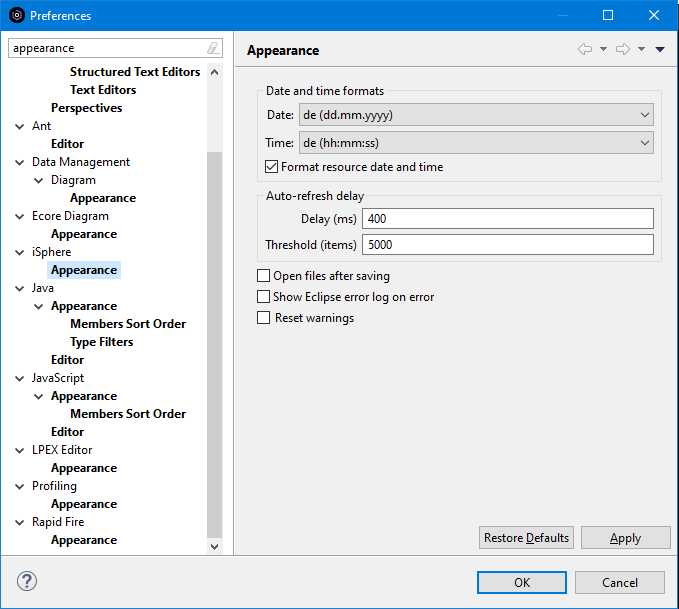 Preferences
appearance
Structured Text Editors
Text Editors
Perspectives
Ant
Editor
Data Management
Diagram
Appearance
Ecore Diagram
Appearance
iSphere
Appearance
Java
Appearance
Members Sort Order
Type Filters
Editor
JavaScript
Appearance
Members Sort Order
Editor
LPEX Editor
Appearance
Profiling
Appearance
Rapid Fire
Appearance
Appearance
Date and time formats
Date: de (dd.mm.yyyy)
Time: de (hh:mm:ss)
Format resource date and time
Auto-refresh delay
Delay (ms) 400
Threshold (items) 5000
Open files after saving
Show Eclipse error log on error
Reset warnings
Restore Defaults Apply
? OK Cancel